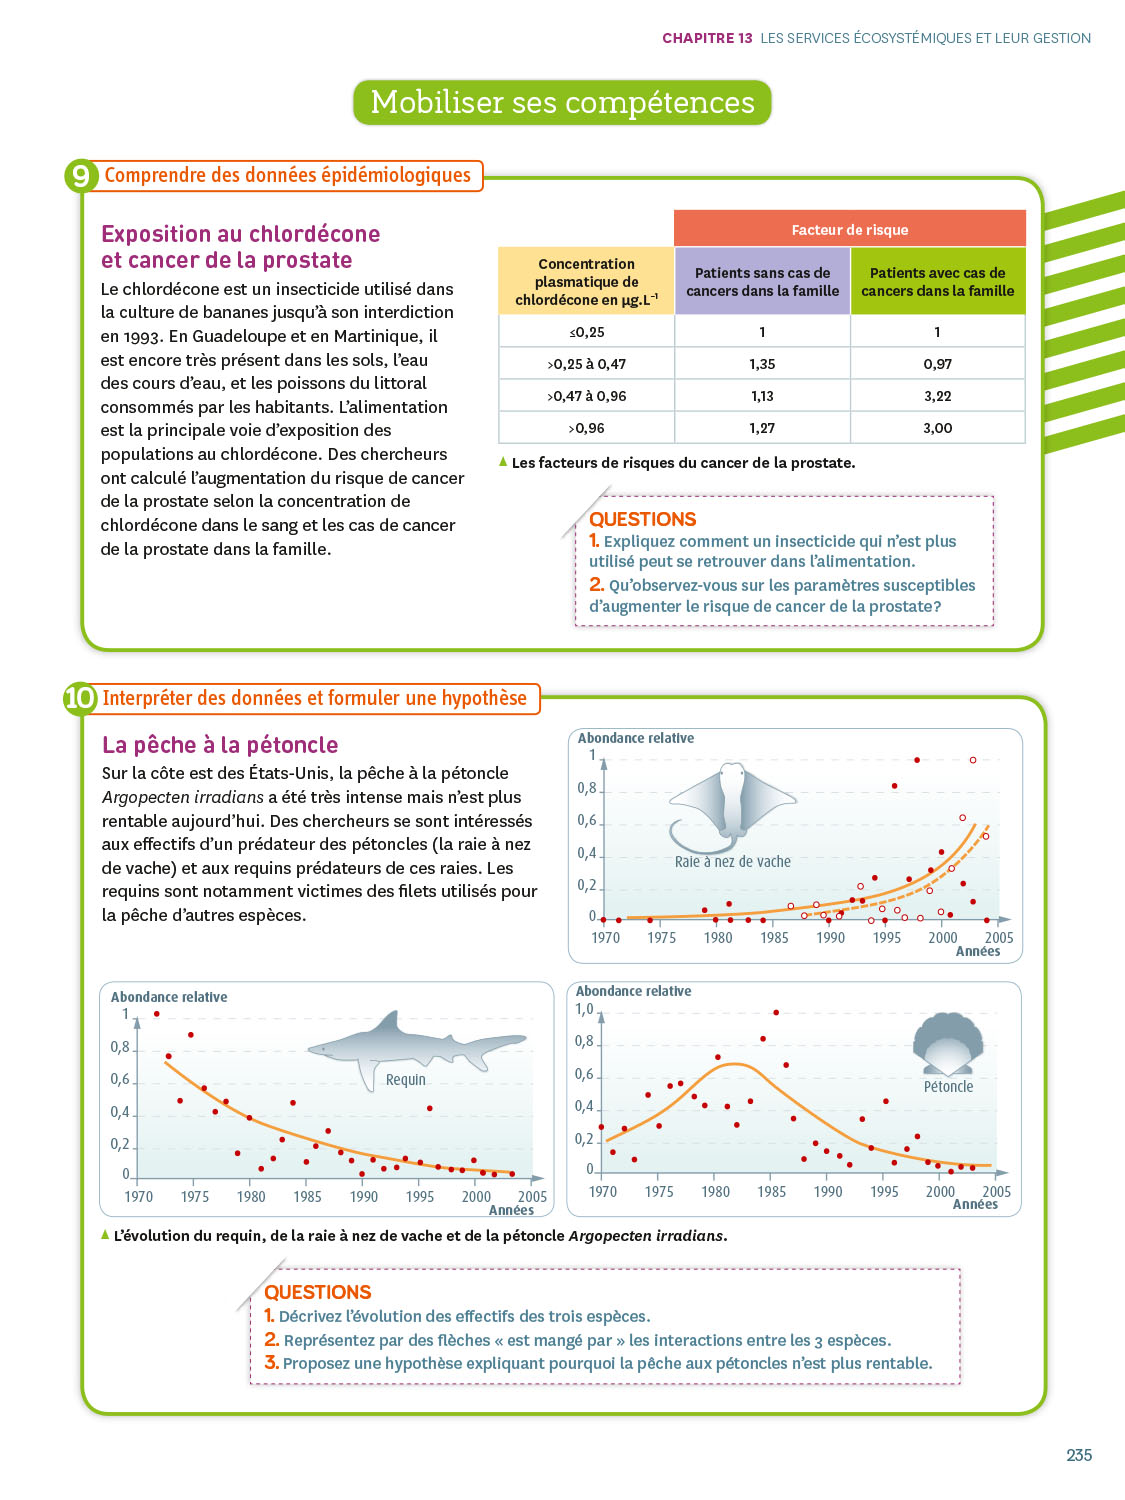 CHAPITRE 13 LES SERVICES ÉCOSYSTÉMIQUES ET LEUR GESTION
Mobiliser ses compétences
9 Comprendre des données épidémiologiques
Exposition au chlordécone
et cancer de la prostate
Le chlordécone est un insecticide utilisé dans
la culture de bananes jusqu'à son interdiction
en 1993. En Guadeloupe et en Martinique, il
est encore très présent dans les sols, l'eau
des cours d'eau, et les poissons du littoral
consommés par les habitants. L'alimentation
est la principale voie d'exposition des
populations au chlordécone. Des chercheurs
ont calculé l'augmentation du risque de cancer
de la prostate selon la concentration de
chlordécone dans le sang et les cas de cancer
de la prostate dans la famille.
Facteur de risque
Concentration
plasmatique de
chlordécone en µg.L⁻¹
Patients sans cas de
cancers dans la famille
Patients avec cas de
cancers dans la famille
≤0,25 1 1
>0,25 à 0,47 1,35 0,97
>0,47 à 0,96 1,13 3,22
>0,96 1,27 3,00
Les facteurs de risques du cancer de la prostate.
QUESTIONS
1. Expliquez comment un insecticide qui n'est plus
utilisé peut se retrouver dans l'alimentation.
2. Qu'observez-vous sur les paramètres susceptibles
d'augmenter le risque de cancer de la prostate ?
10 Interpréter des données et formuler une hypothèse
La pêche à la pétoncle
Sur la côte est des États-Unis, la pêche à la pétoncle
Argopecten irradians a été très intense mais n'est plus
rentable aujourd'hui. Des chercheurs se sont intéressés
aux effectifs d'un prédateur des pétoncles (la raie à nez
de vache) et aux requins prédateurs de ces raies. Les
requins sont notamment victimes des filets utilisés pour
la pêche d'autres espèces.
Abondance relative
1
0,8
0,6
0,4
0,2
0
Raie à nez de vache
1970 1975 1980 1985 1990 1995 2000 2005
Années
Abondance relative
1
0,8
0,6
0,4
0,2
0
Requin
1970 1975 1980 1985 1990 1995 2000 2005
Années
Abondance relative
1,0
0,8
0,6
0,4
0,2
0
Pétoncle
1970 1975 1980 1985 1990 1995 2000 2005
Années
L'évolution du requin, de la raie à nez de vache et de la pétoncle Argopecten irradians.
QUESTIONS
1. Décrivez l'évolution des effectifs des trois espèces.
2. Représentez par des flèches « est mangé par » les interactions entre les 3 espèces.
3. Proposez une hypothèse expliquant pourquoi la pêche aux pétoncles n'est plus rentable.
235